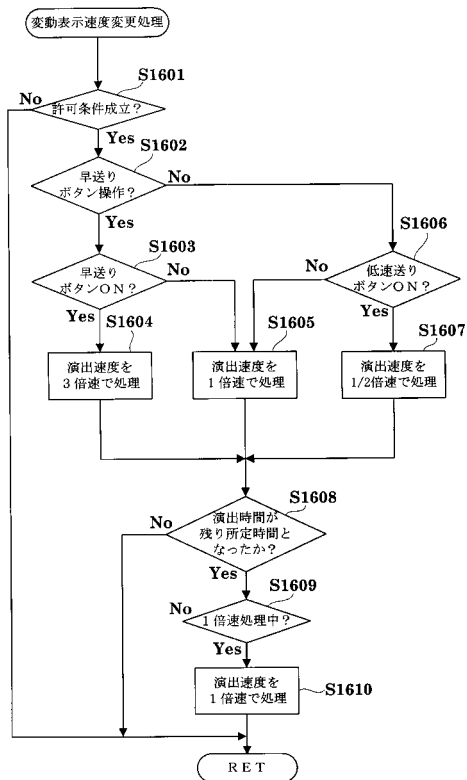 変動表示速度変更処理
S1601
No
許可条件成立？
Yes
S1602
早送り
ボタン操作？
No
Yes
S1603
S1606
早送り
ボタンON？
No
No
低速送り
ボタンON？
Yes
S1604
S1605
Yes
S1607
演出速度を
3倍速で処理
演出速度を
1倍速で処理
演出速度を
1/2倍速で処理
S1608
No
演出時間が
残り所定時間と
なったか？
Yes
S1609
No
1倍速処理中？
Yes
演出速度を
1倍速で処理
S1610
RET